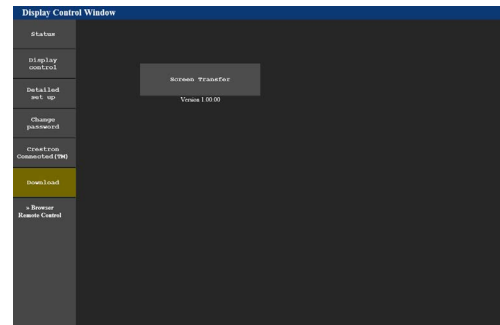 Display Control Window
Status
Display
control
Detailed
set up
Change
password
Crestron
Connected(TM)
Download
» Browser
Remote Control
Screen Transfer
Version 1.00.00